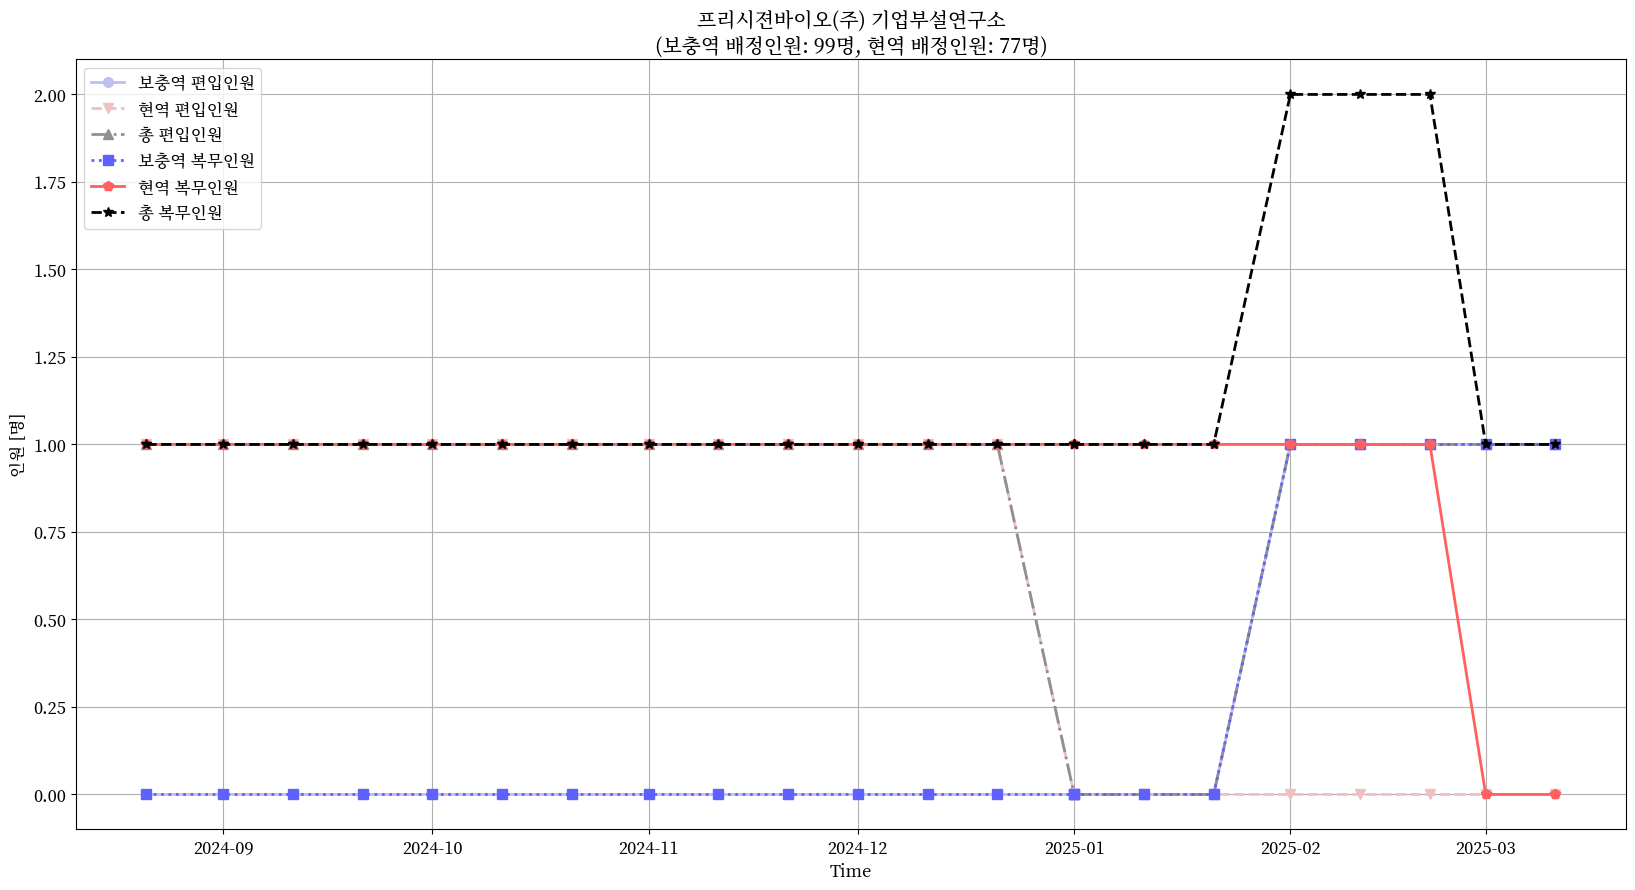 프리시젼바이오(주) 기업부설연구소
(보충역 배정인원: 99명, 현역 배정인원: 77명)
보충역 편입인원
현역 편입인원
총 편입인원
보충역 복무인원
현역 복무인원
총 복무인원
2.00
1.75
1.50
1.25
1.00
0.75
0.50
0.25
0.00
인원 [명]
2024-09
2024-10
2024-11
2024-12
2025-01
2025-02
2025-03
Time